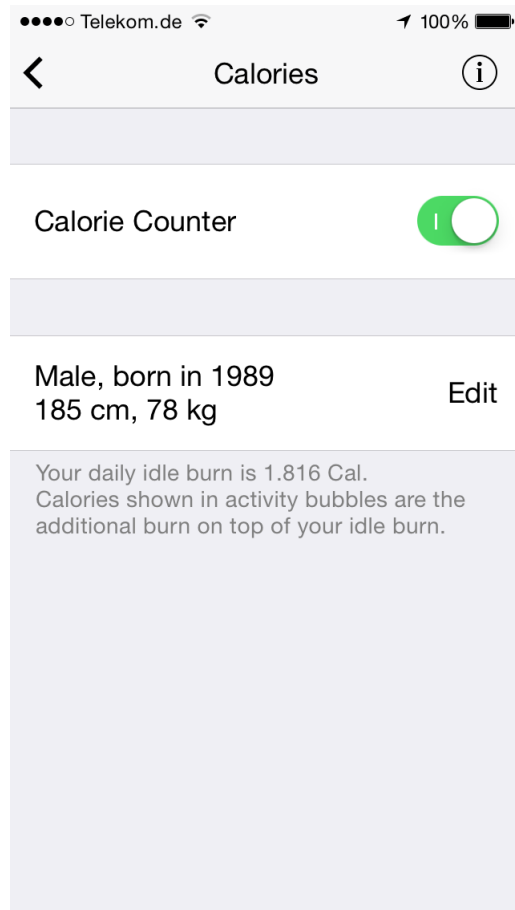 Telekom.de 100%
Calories
Calorie Counter
Male, born in 1989
185 cm, 78 kg
Edit
Your daily idle burn is 1.816 Cal.
Calories shown in activity bubbles are the
additional burn on top of your idle burn.